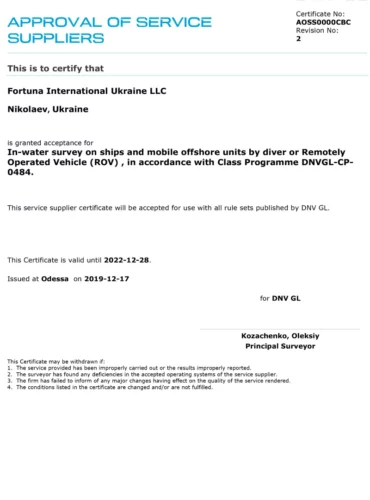 APPROVAL OF SERVICE
SUPPLIERS
Certificate No:
AOSS0000CBC
Revision No:
2
This is to certify that
Fortuna International Ukraine LLC
Nikolaev, Ukraine
is granted acceptance for
In-water survey on ships and mobile offshore units by diver or Remotely
Operated Vehicle (ROV) , in accordance with Class Programme DNVGL-CP-
0484.
This service supplier certificate will be accepted for use with all rule sets published by DNV GL.
This Certificate is valid until 2022-12-28.
Issued at Odessa on 2019-12-17
for DNV GL
Kozachenko, Oleksiy
Principal Surveyor
This Certificate may be withdrawn if:
1. The service provided has been improperly carried out or the results improperly reported.
2. The surveyor has found any deficiencies in the accepted operating systems of the service supplier.
3. The firm has failed to inform of any major changes having effect on the quality of the service rendered.
4. The conditions listed in the certificate are changed and/or are not fulfilled.